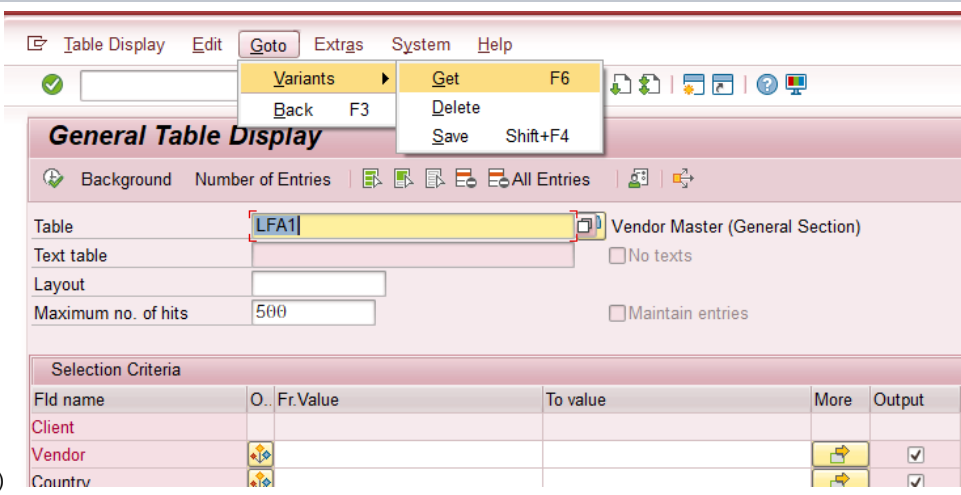 Table Display Edit Goto Extras System Help
Variants Get F6
Back F3 Delete
Save Shift+F4
General Table Display
Background Number of Entries All Entries
Table LFA1 Vendor Master (General Section)
Text table No texts
Layout
Maximum no. of hits 500 Maintain entries
Selection Criteria
Fld name O.. Fr.Value To value More Output
Client
Vendor
) Country